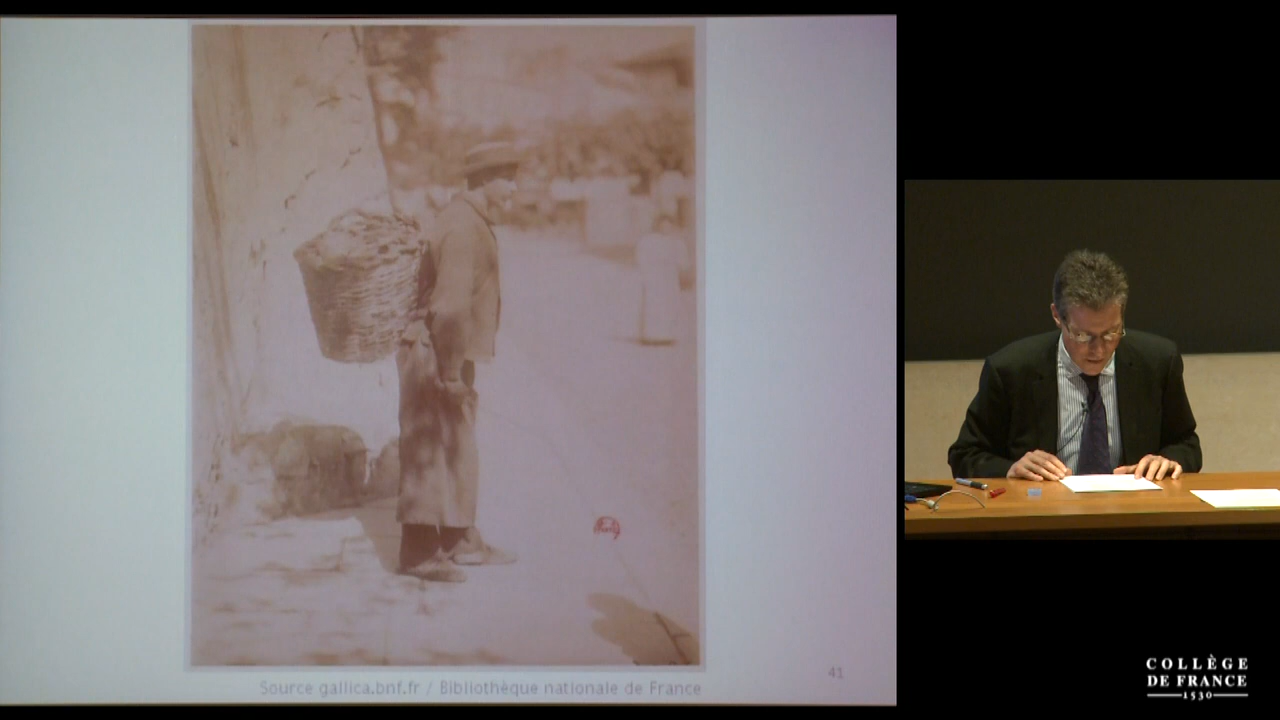 Source gallica.bnf.fr / Bibliothèque nationale de France
41
COLLÈGE
DE FRANCE
1530